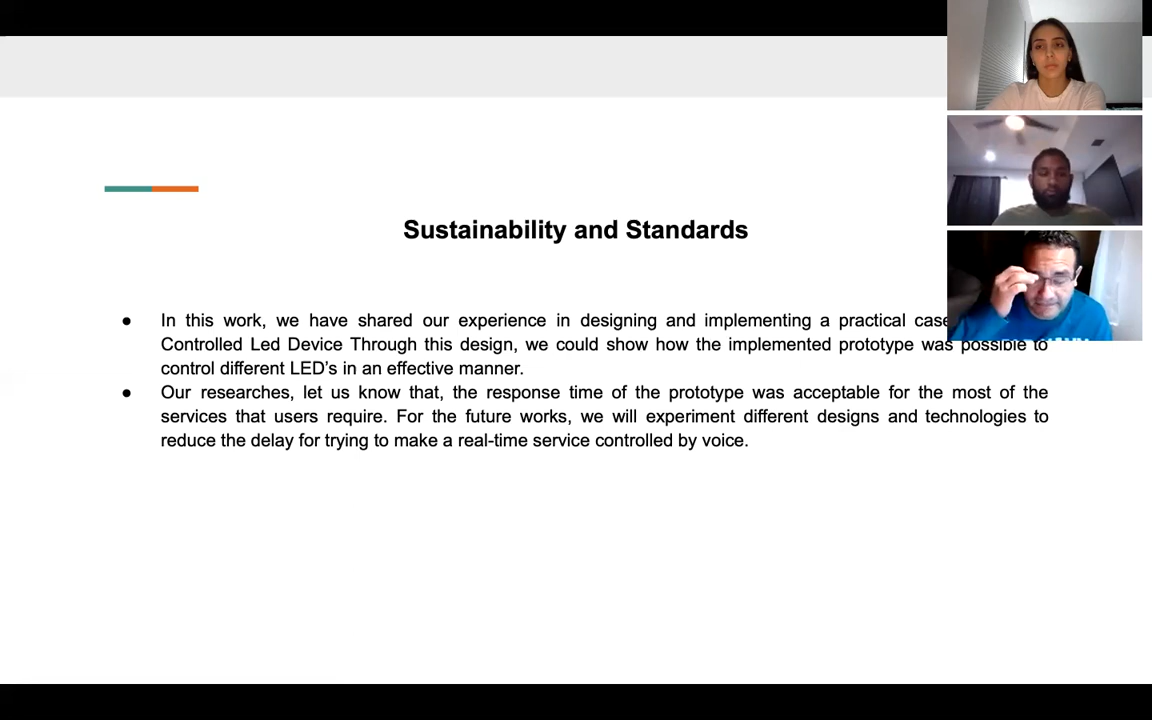 Sustainability and Standards
● In this work, we have shared our experience in designing and implementing a practical case
Controlled Led Device Through this design, we could show how the implemented prototype was possible to
control different LED's in an effective manner.
● Our researches, let us know that, the response time of the prototype was acceptable for the most of the
services that users require. For the future works, we will experiment different designs and technologies to
reduce the delay for trying to make a real-time service controlled by voice.